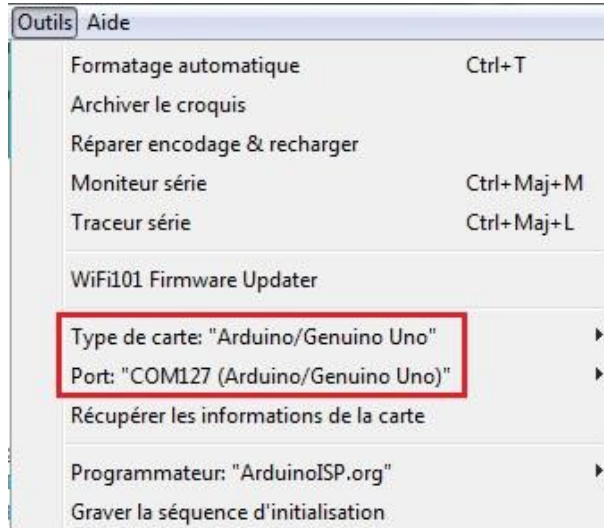 Outils Aide
Formatage automatique Ctrl+T
Archiver le croquis
Réparer encodage & recharger
Moniteur série Ctrl+Maj+M
Traceur série Ctrl+Maj+L
WiFi101 Firmware Updater
Type de carte: "Arduino/Genuino Uno"
Port: "COM127 (Arduino/Genuino Uno)"
Récupérer les informations de la carte
Programmateur: "ArduinoISP.org"
Graver la séquence d'initialisation